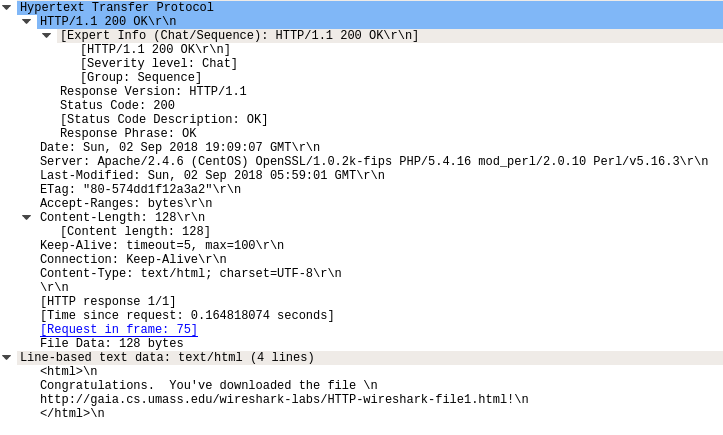 Hypertext Transfer Protocol
HTTP/1.1 200 OK\r\n
[Expert Info (Chat/Sequence): HTTP/1.1 200 OK\r\n]
[HTTP/1.1 200 OK\r\n]
[Severity level: Chat]
[Group: Sequence]
Response Version: HTTP/1.1
Status Code: 200
[Status Code Description: OK]
Response Phrase: OK
Date: Sun, 02 Sep 2018 19:09:07 GMT\r\n
Server: Apache/2.4.6 (CentOS) OpenSSL/1.0.2k-fips PHP/5.4.16 mod_perl/2.0.10 Perl/v5.16.3\r\n
Last-Modified: Sun, 02 Sep 2018 05:59:01 GMT\r\n
ETag: "80-574dd1f12a3a2"\r\n
Accept-Ranges: bytes\r\n
Content-Length: 128\r\n
[Content length: 128]
Keep-Alive: timeout=5, max=100\r\n
Connection: Keep-Alive\r\n
Content-Type: text/html; charset=UTF-8\r\n
\r\n
[HTTP response 1/1]
[Time since request: 0.164818074 seconds]
[Request in frame: 75]
File Data: 128 bytes
Line-based text data: text/html (4 lines)
<html>\n
Congratulations.  You've downloaded the file \n
http://gaia.cs.umass.edu/wireshark-labs/HTTP-wireshark-file1.html!\n
</html>\n